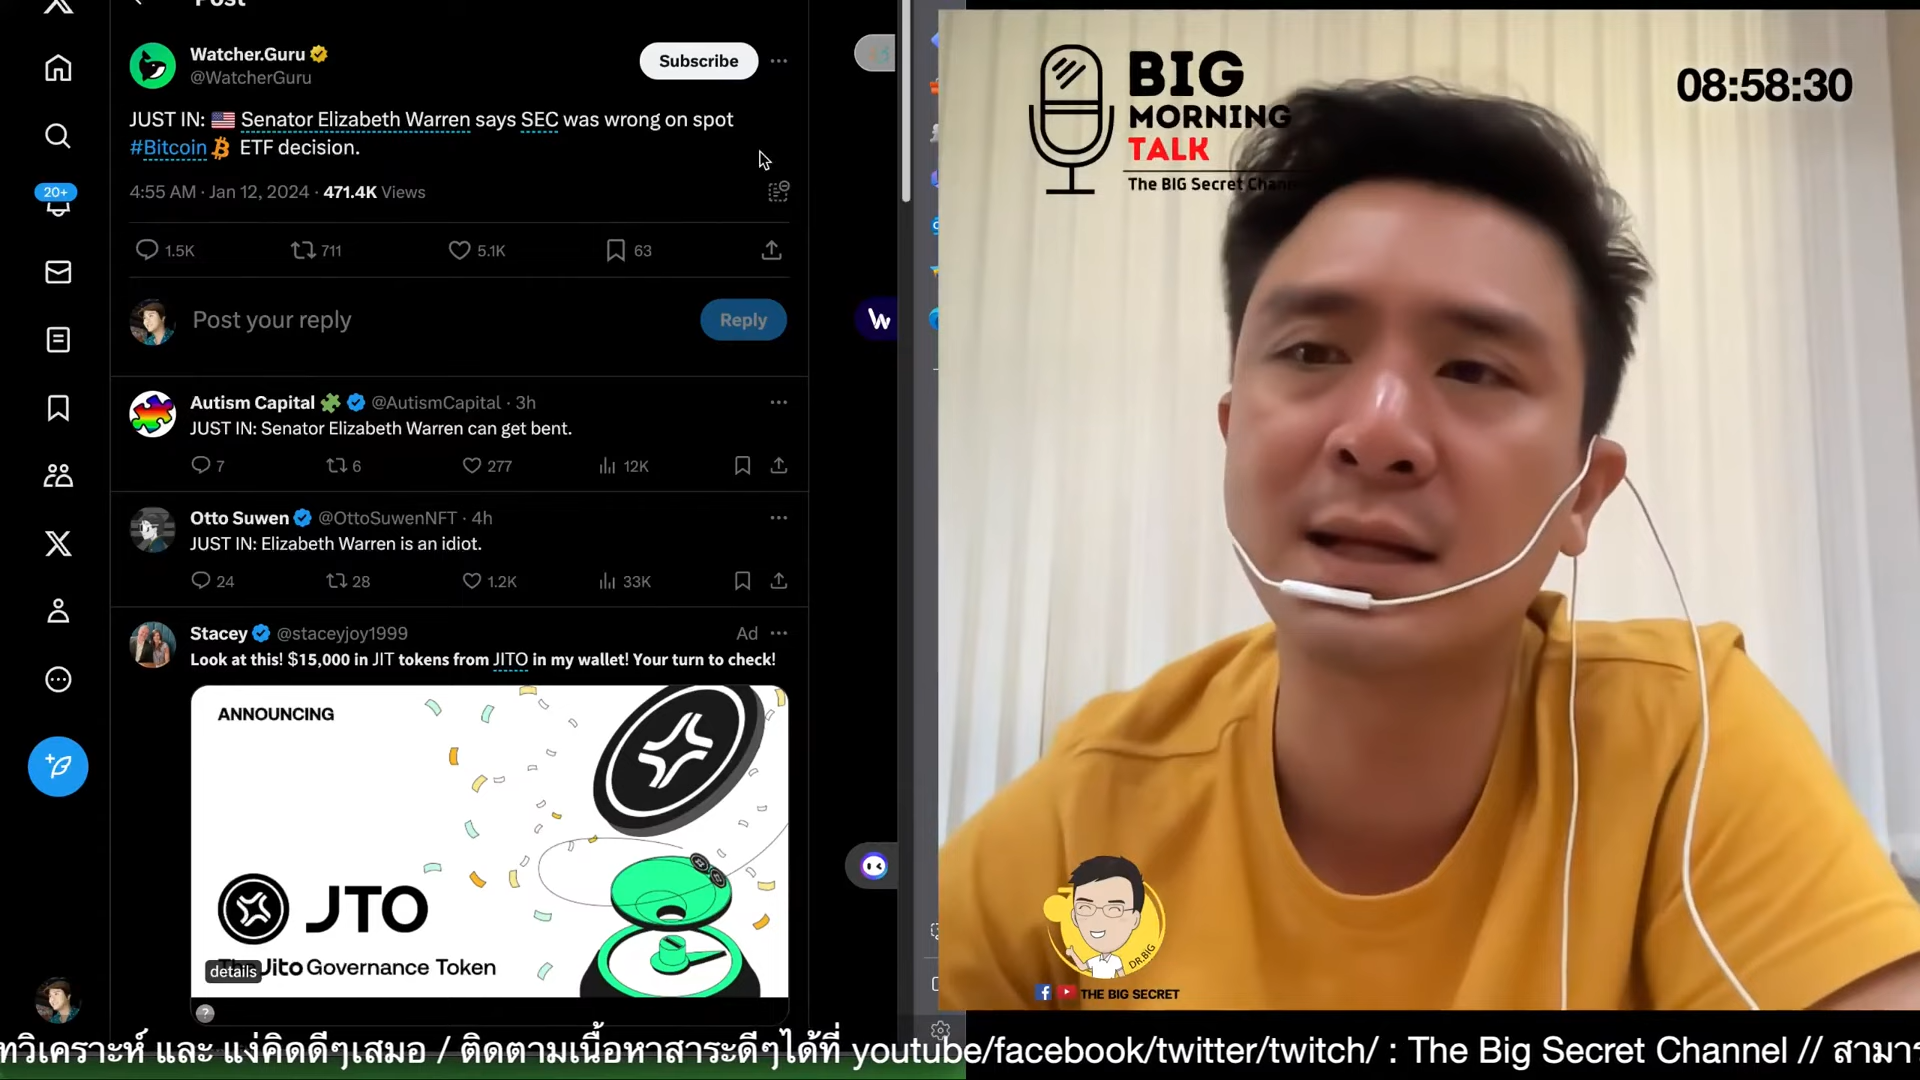 Post
Watcher.Guru
@WatcherGuru
Subscribe
JUST IN: 🇺🇸 Senator Elizabeth Warren says SEC was wrong on spot
#Bitcoin ETF decision.
4:55 AM · Jan 12, 2024 · 471.4K Views
1.5K 711 5.1K 63
20+
Post your reply
Reply
Autism Capital @AutismCapital · 3h
JUST IN: Senator Elizabeth Warren can get bent.
7 6 277 12K
Otto Suwen @OttoSuwenNFT · 4h
JUST IN: Elizabeth Warren is an idiot.
24 28 1.2K 33K
Stacey @staceyjoy1999 Ad
Look at this! $15,000 in JIT tokens from JITO in my wallet! Your turn to check!
ANNOUNCING
JTO
Jito Governance Token
details
?
BIG
MORNING
TALK
The BIG Secret Chan
08:58:30
DR.BIG
THE BIG SECRET
ทวิเคราะห์ และ แง่คิดดีๆเสมอ / ติดตามเนื้อหาสาระดีๆได้ที่ youtube/facebook/twitter/twitch/ : The Big Secret Channel // สามาร